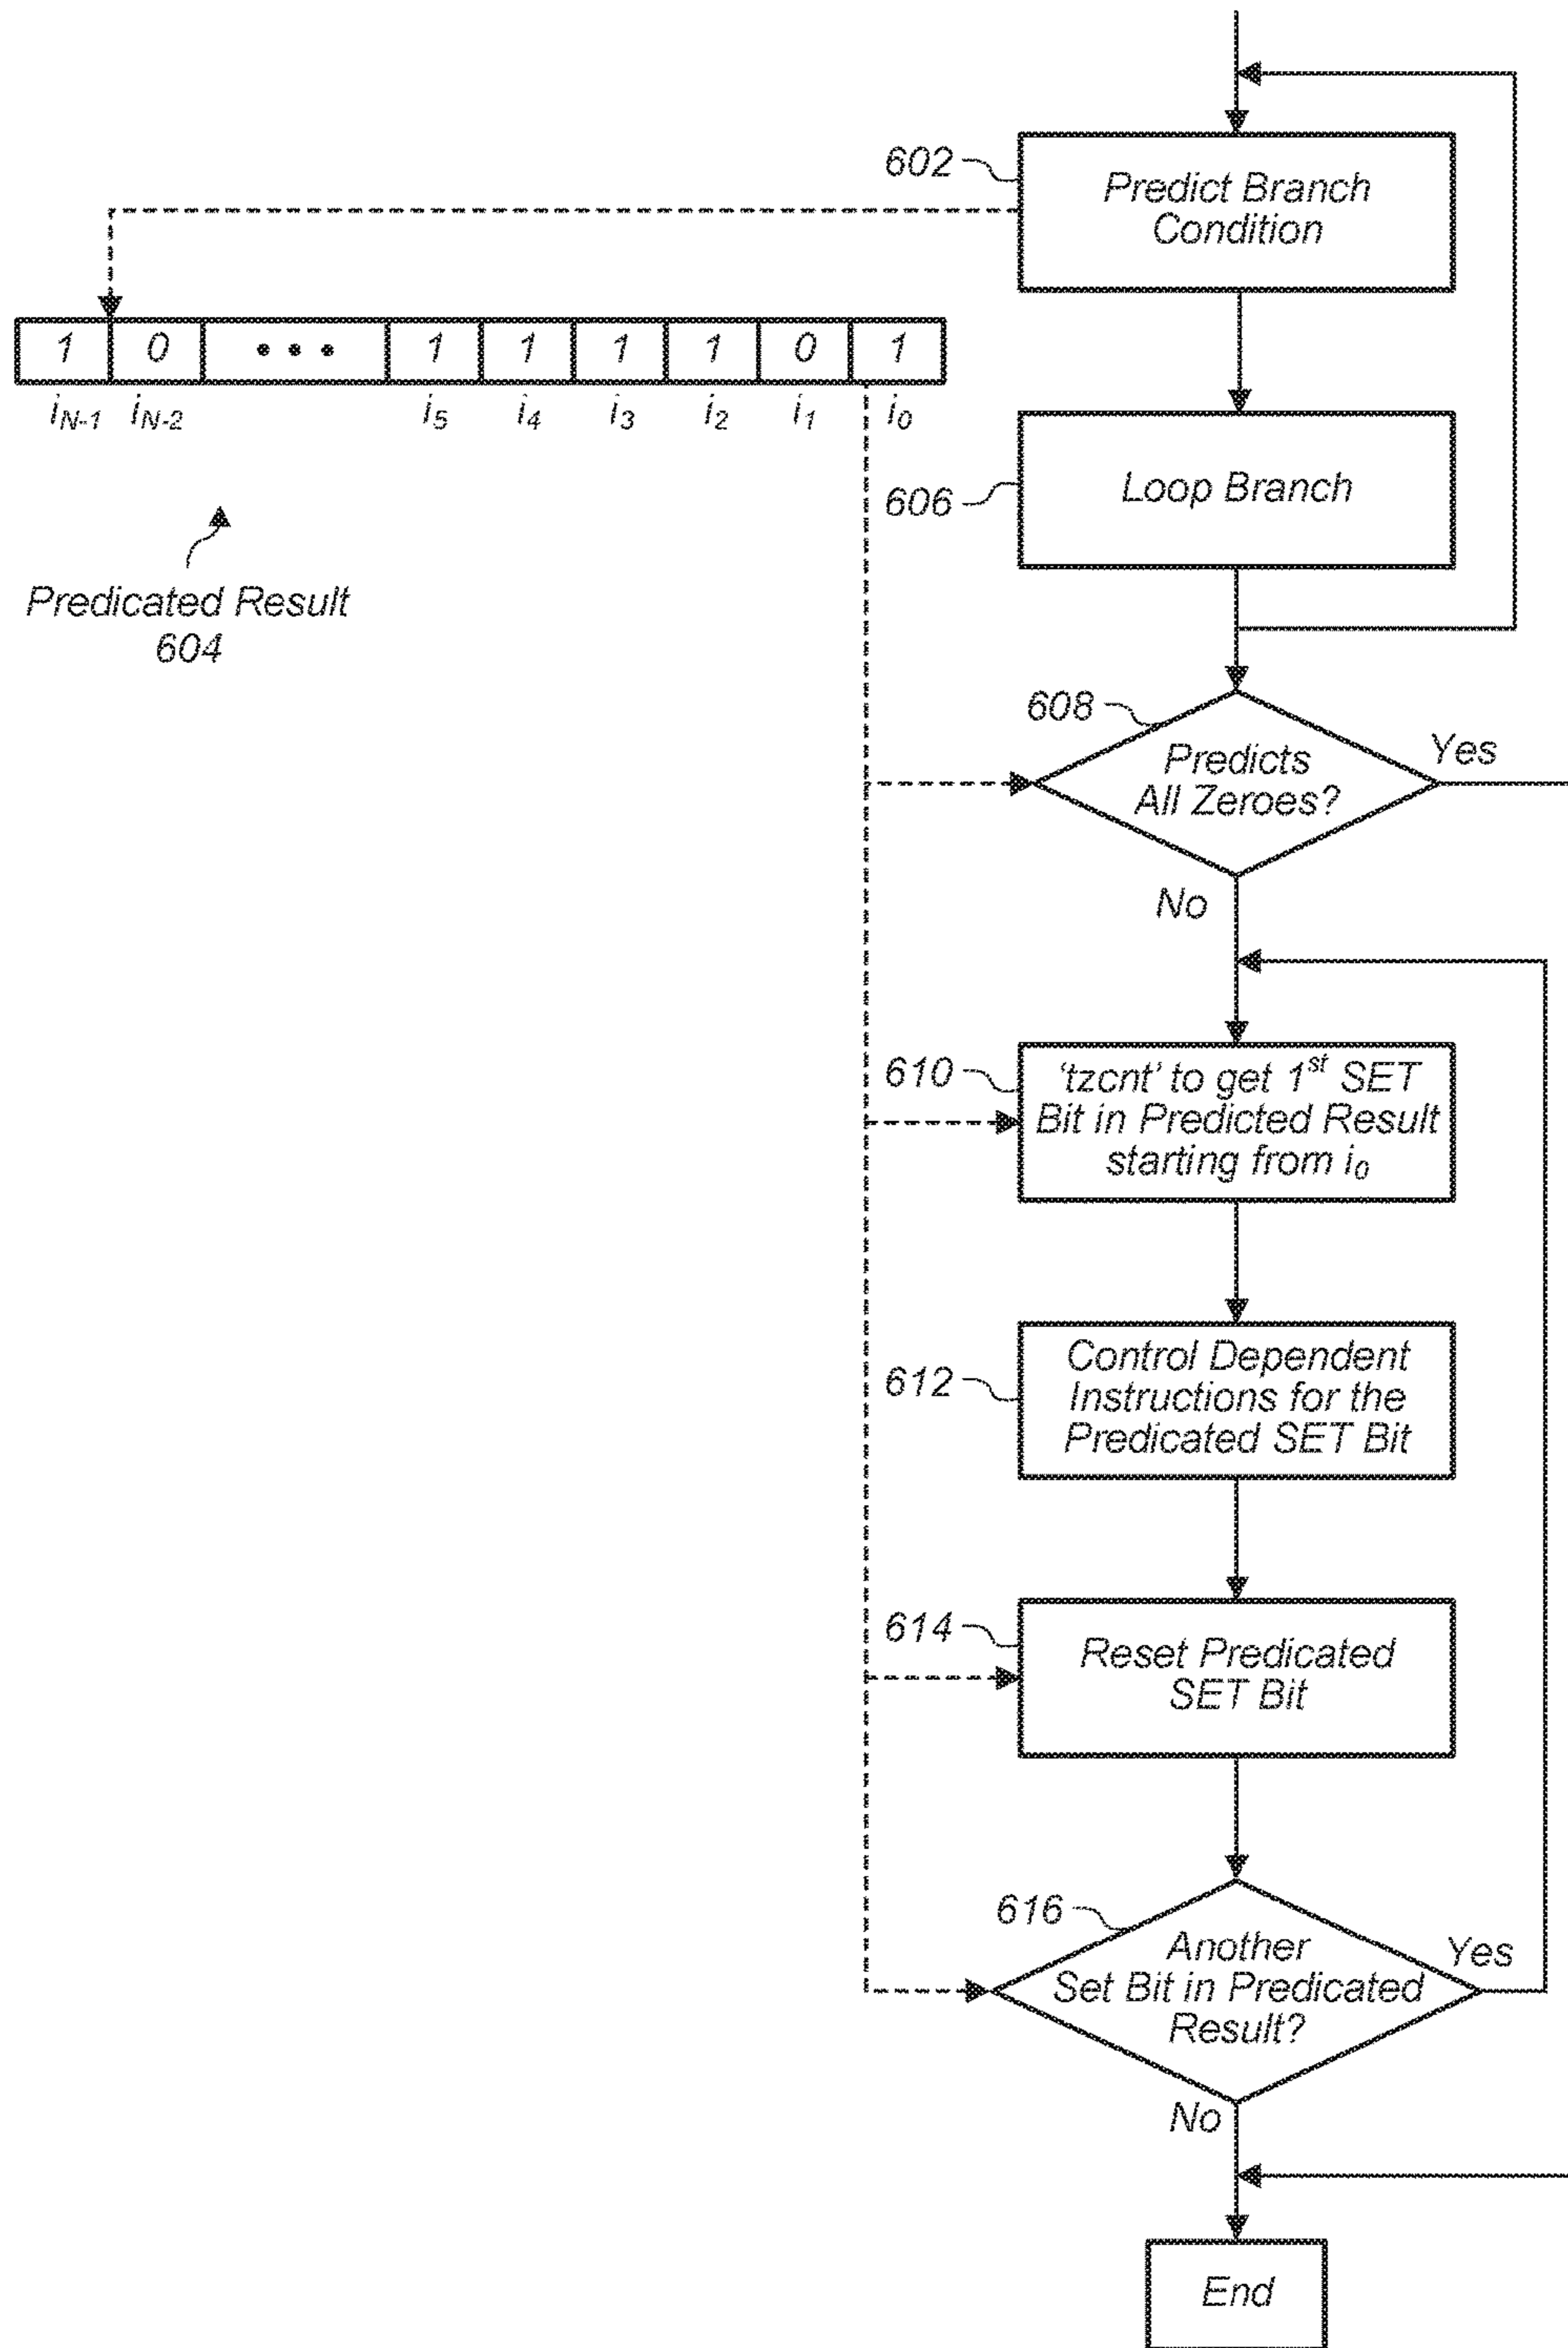 602
Predict Branch
Condition
1 0 • • • 1 1 1 1 0 1
iN-1 iN-2 i5 i4 i3 i2 i1 i0
606
Loop Branch
Predicated Result
604
608
Predicts
All Zeroes?
Yes
No
610
‘tzcnt’ to get 1st SET
Bit in Predicted Result
starting from i0
612
Control Dependent
Instructions for the
Predicated SET Bit
614
Reset Predicated
SET Bit
616
Another
Set Bit in Predicated
Result?
Yes
No
End